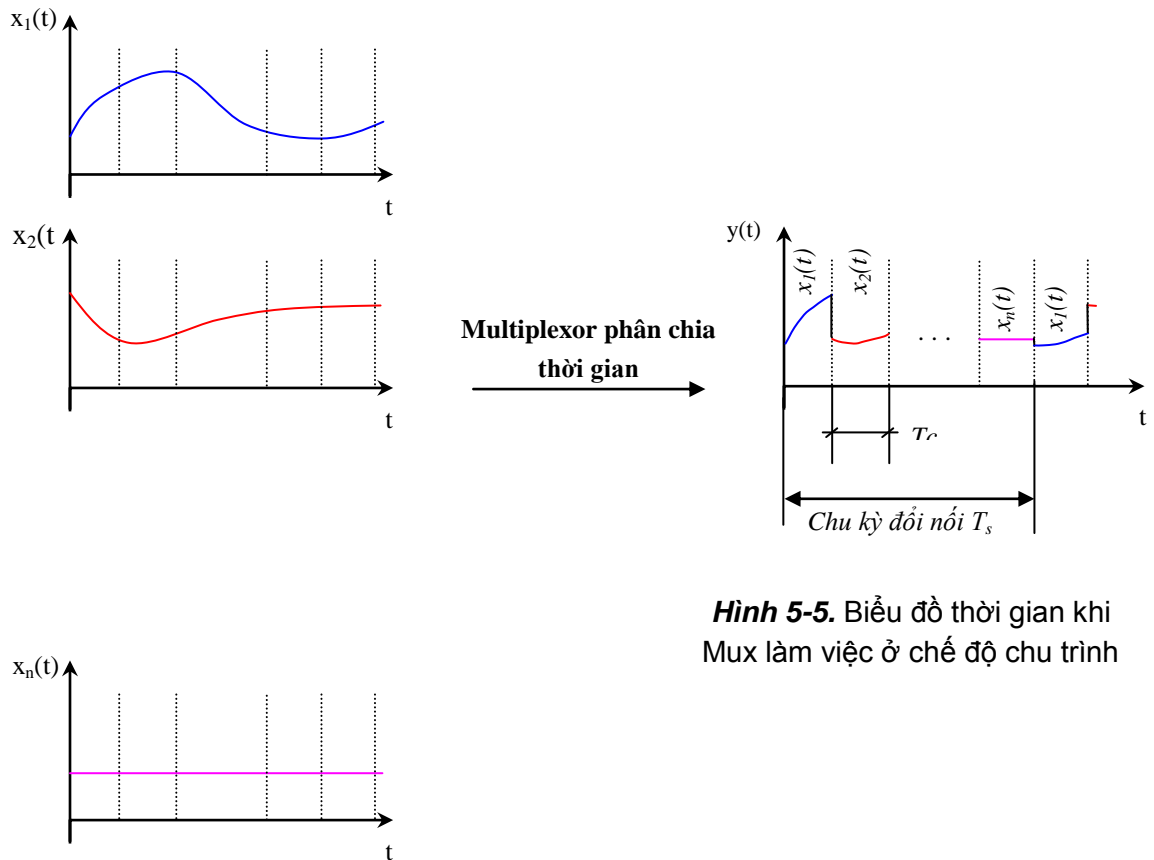 x₁(t)
t
x₂(t
t
Multiplexor phân chia
thời gian
y(t)
x₁(t)
x₂(t)
. . .
xₙ(t)
x₁(t)
t
Chu kỳ đổi nối Tₛ
Hình 5-5. Biểu đồ thời gian khi
Mux làm việc ở chế độ chu trình
xₙ(t)
t